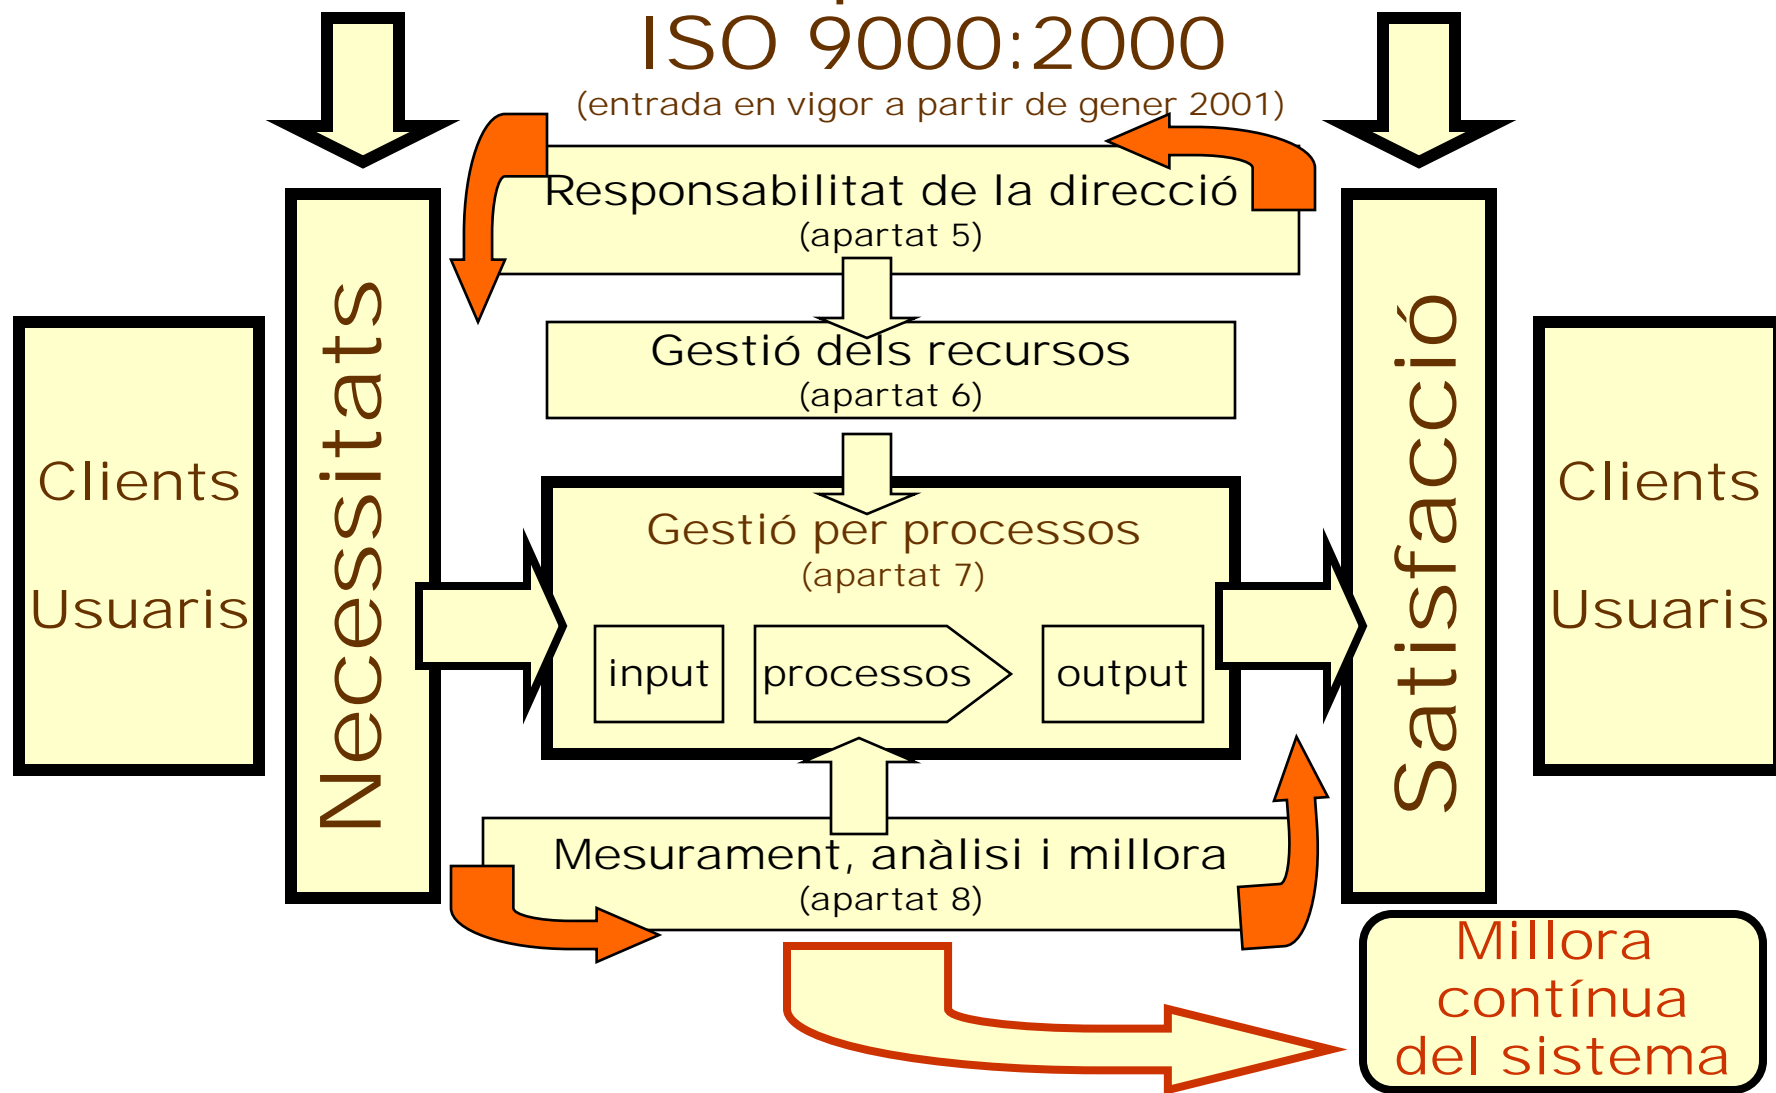 ISO 9000:2000
(entrada en vigor a partir de gener 2001)
Responsabilitat de la direcció
(apartat 5)
Gestió dels recursos
(apartat 6)
Clients
Usuaris
Necessitats
Gestió per processos
(apartat 7)
input
processos
output
Satisfacció
Clients
Usuaris
Mesurament, anàlisi i millora
(apartat 8)
Millora
contínua
del sistema